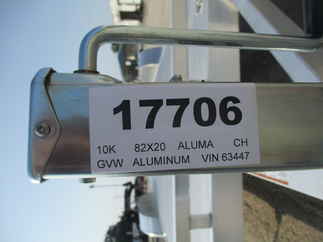 17706
10K 82X20 ALUMA CH
GVW ALUMINUM VIN 63447